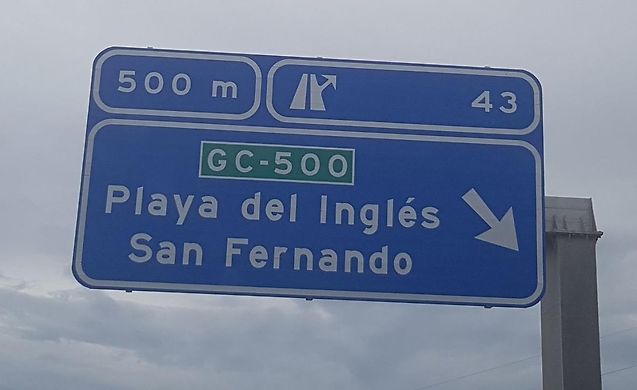 500 m
43
GC-500
Playa del Inglés
San Fernando